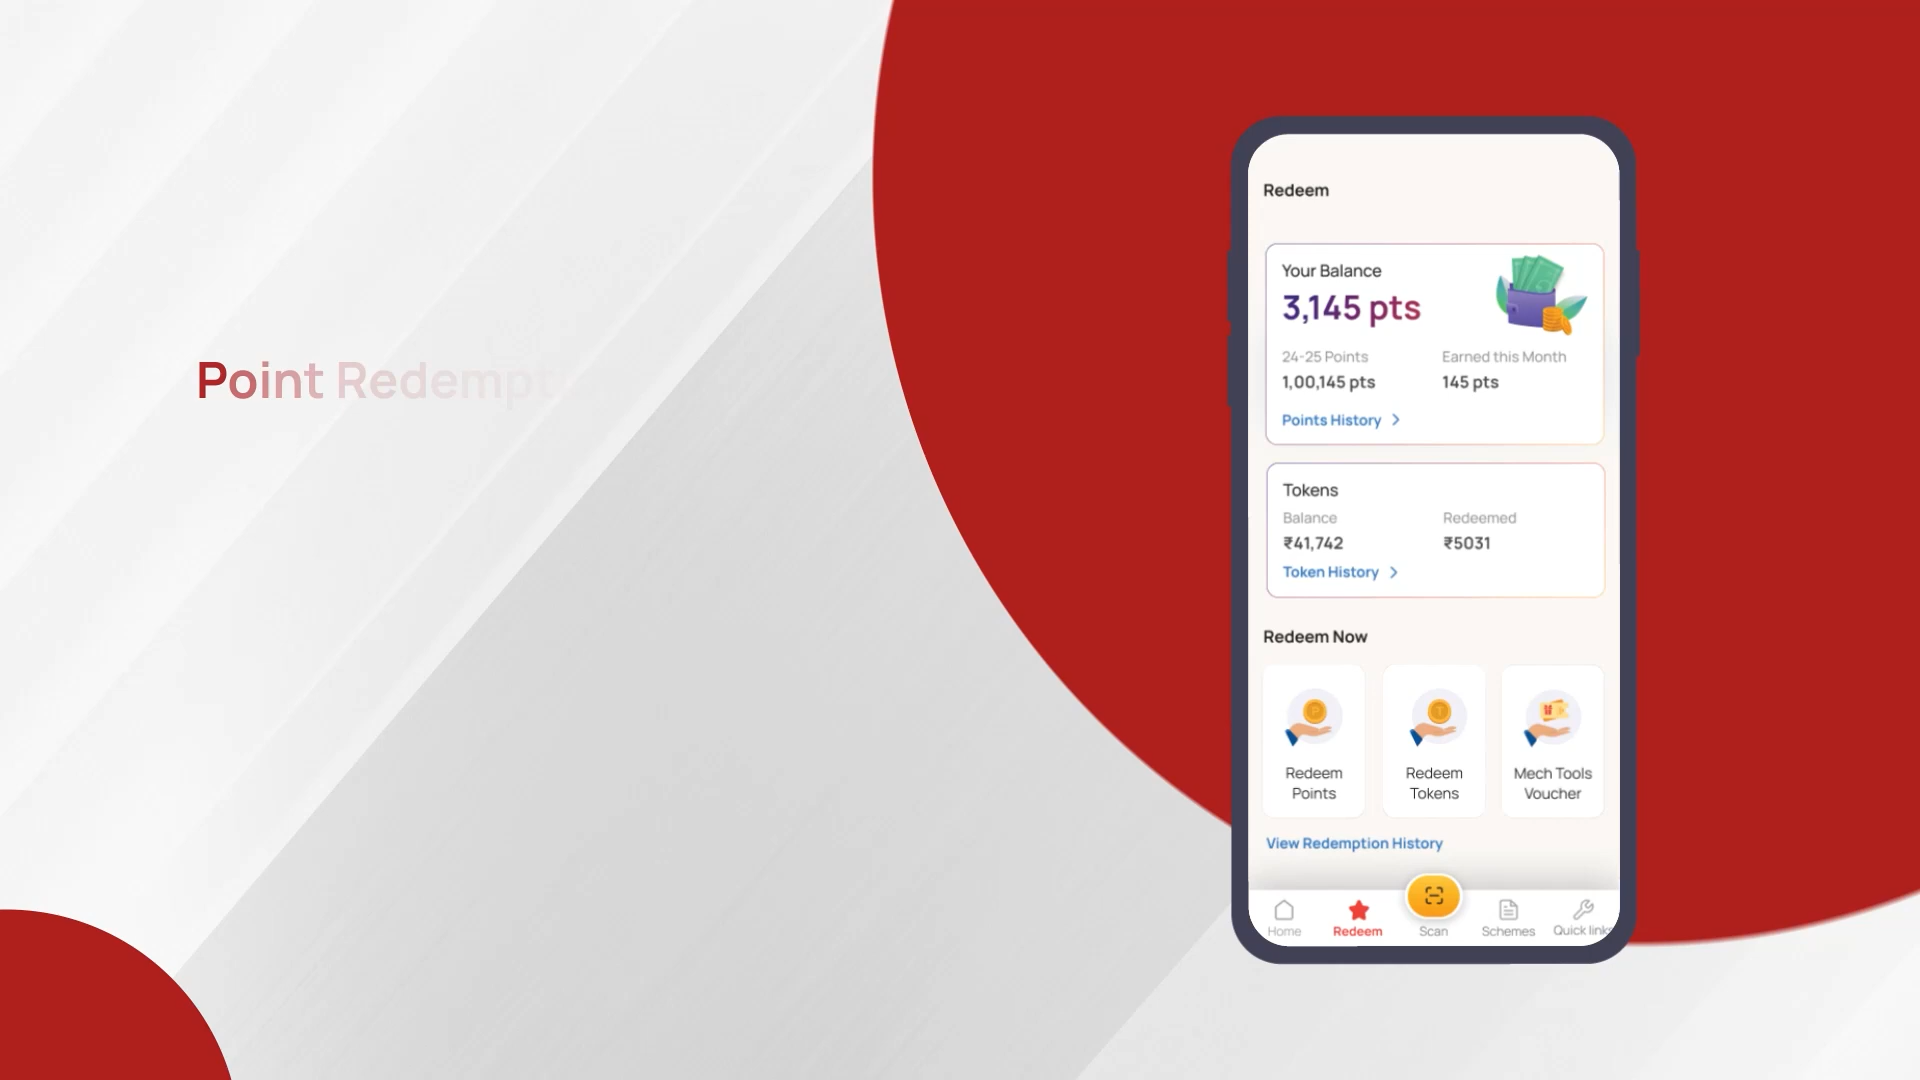 Point Redempt
Redeem
Your Balance
3,145 pts
24-25 Points
Earned this Month
1,00,145 pts
145 pts
Points History
Tokens
Balance
Redeemed
₹41,742
₹5031
Token History
Redeem Now
Redeem
Points
Redeem
Tokens
Mech Tools
Voucher
View Redemption History
Home
Redeem
Scan
Schemes
Quick links